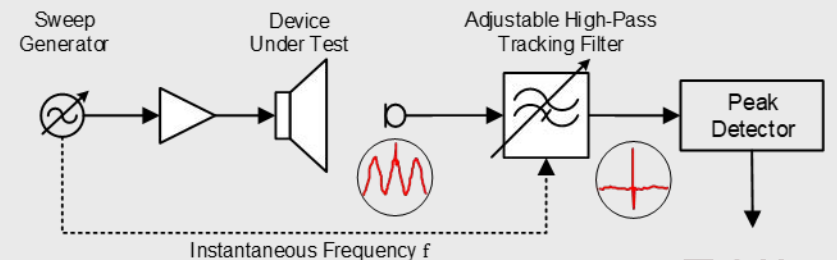 Sweep
Generator
Device
Under Test
Adjustable High-Pass
Tracking Filter
Peak
Detector
Instantaneous Frequency f